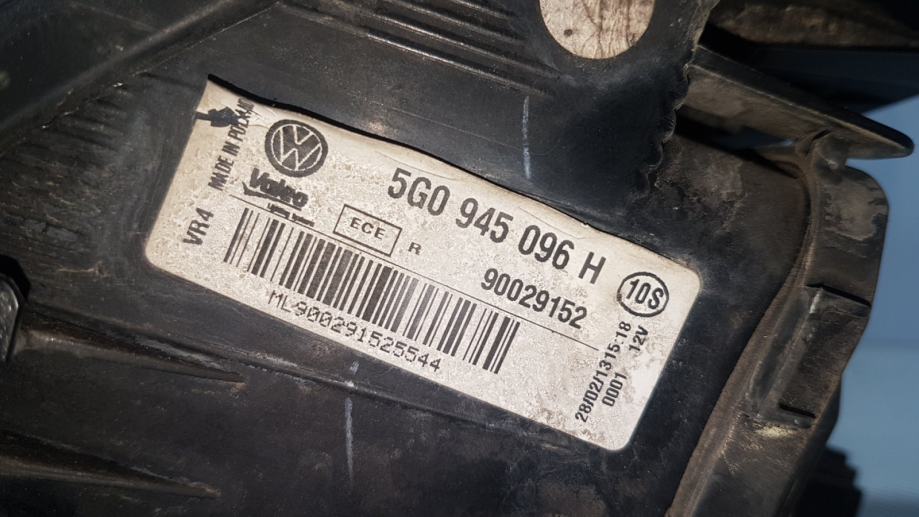 MADE IN POLAND
VR4
Valeo
5G0 945 096 H
ECE
R
90029152
10S
ML900291525544
28/02/13 15:18
0001 12V